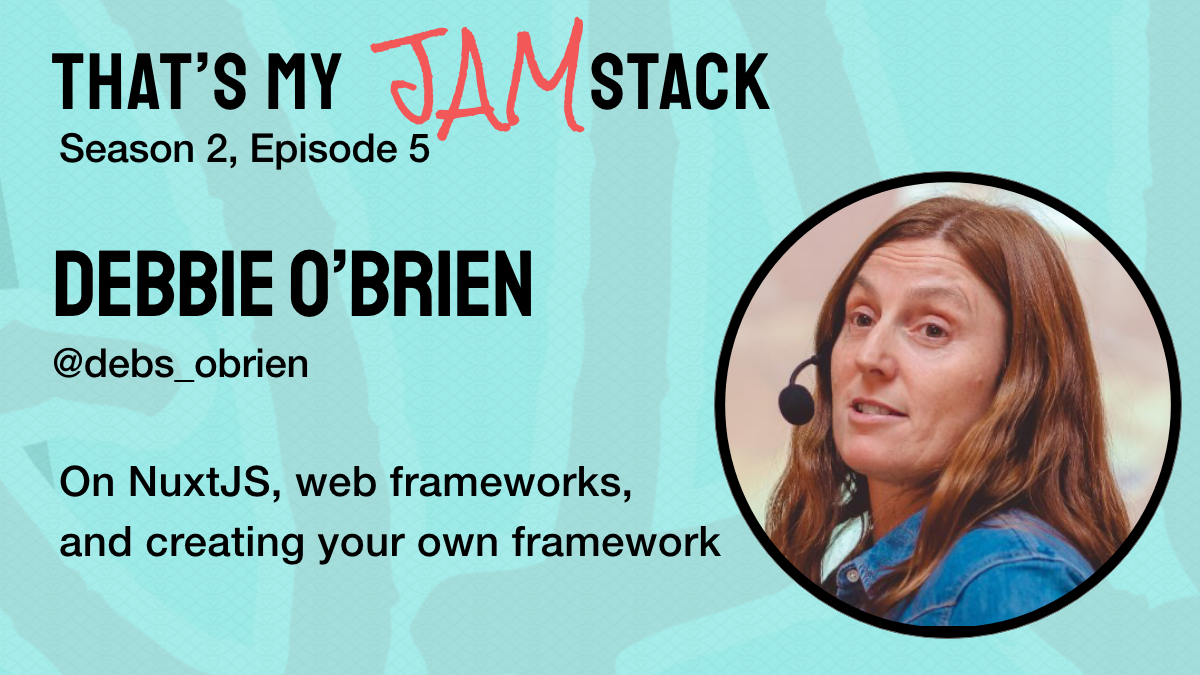 THAT'S MY JAMSTACK
Season 2, Episode 5
DEBBIE O'BRIEN
@debs_obrien
On NuxtJS, web frameworks,
and creating your own framework